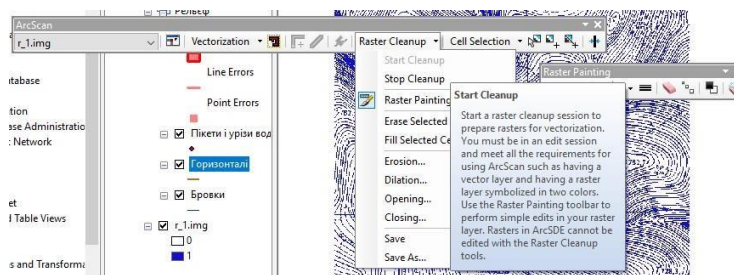 Рельєф
ArcScan
r_1.img
Vectorization
Raster Cleanup
Cell Selection
Line Errors
Point Errors
Пікети і урізи вод
Горизонталі
Бровки
r_1.img
0
1
atabase
tion
ase Administratio
: Network
et
d Table Views
s and Transforma
Start Cleanup
Stop Cleanup
Raster Painting
Erase Selected
Fill Selected Ce
Erosion...
Dilation...
Opening...
Closing...
Save
Save As...
Raster Painting
Start Cleanup
Start a raster cleanup session to
prepare rasters for vectorization.
You must be in an edit session
and meet all the requirements for
using ArcScan such as having a
vector layer and having a raster
layer symbolized in two colors.
Use the Raster Painting toolbar to
perform simple edits in your raster
layer. Rasters in ArcSDE cannot be
edited with the Raster Cleanup
tools.